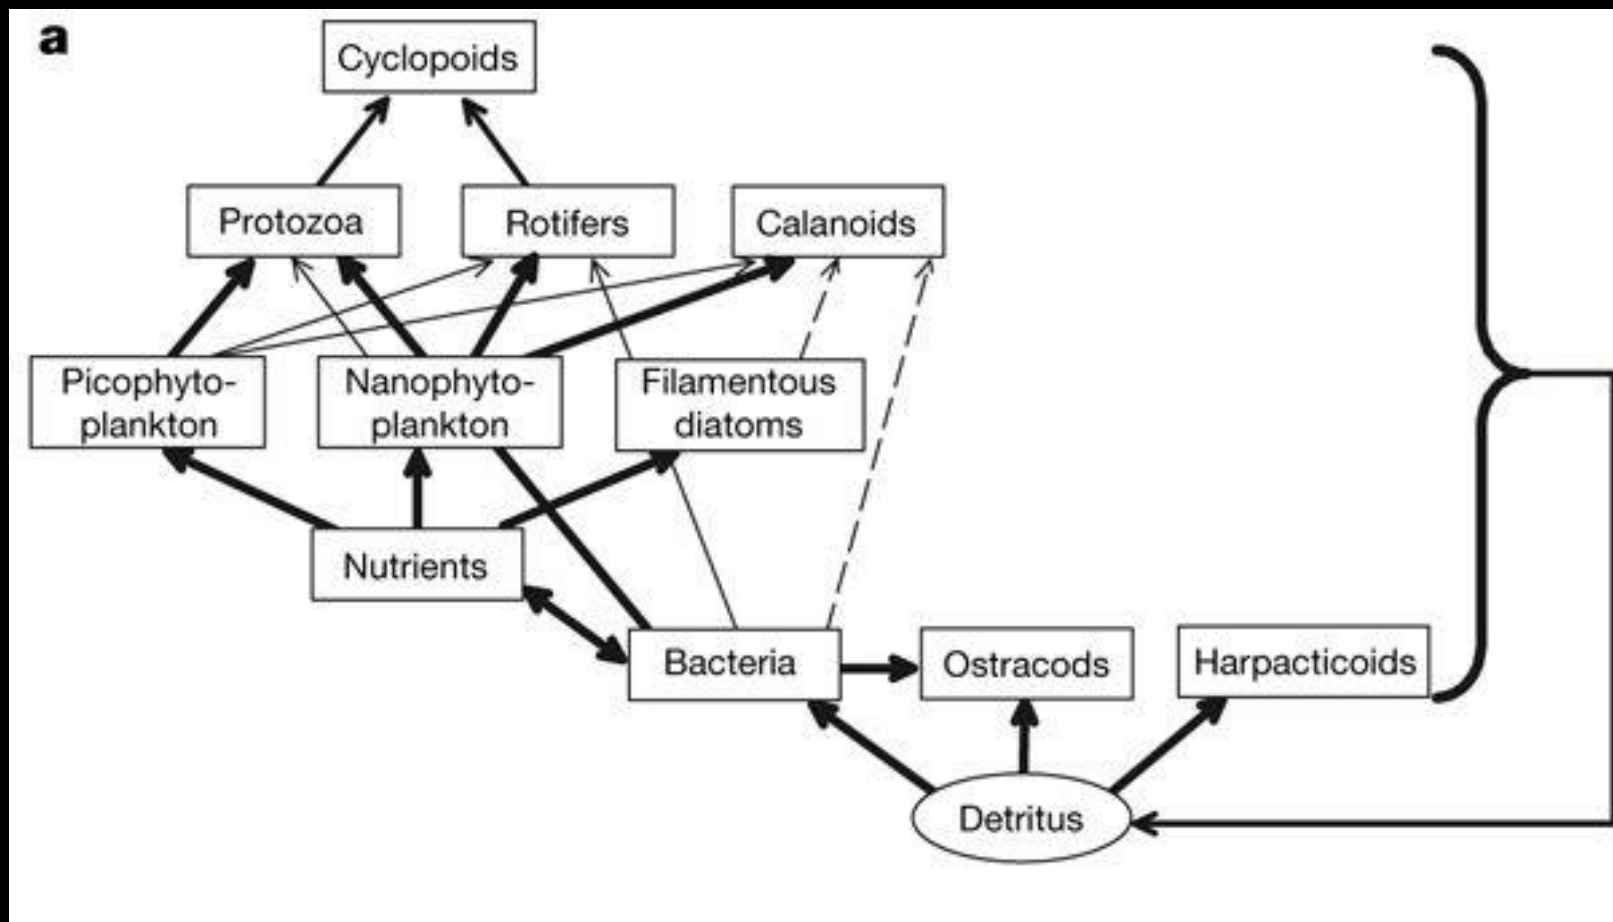 a
Cyclopoids
Protozoa
Rotifers
Calanoids
Picophyto-
plankton
Nanophyto-
plankton
Filamentous
diatoms
Nutrients
Bacteria
Ostracods
Harpacticoids
Detritus